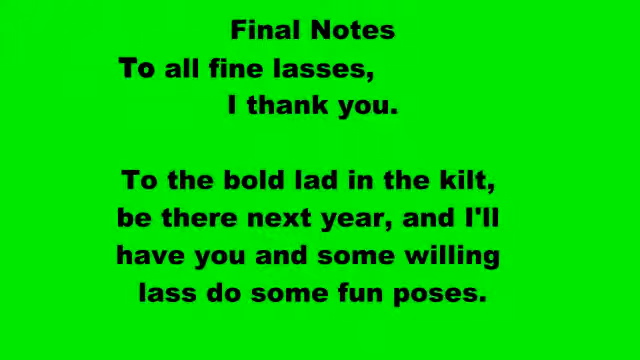 Final Notes
To all fine lasses,
I thank you.
To the bold lad in the kilt,
be there next year, and I'll
have you and some willing
lass do some fun poses.